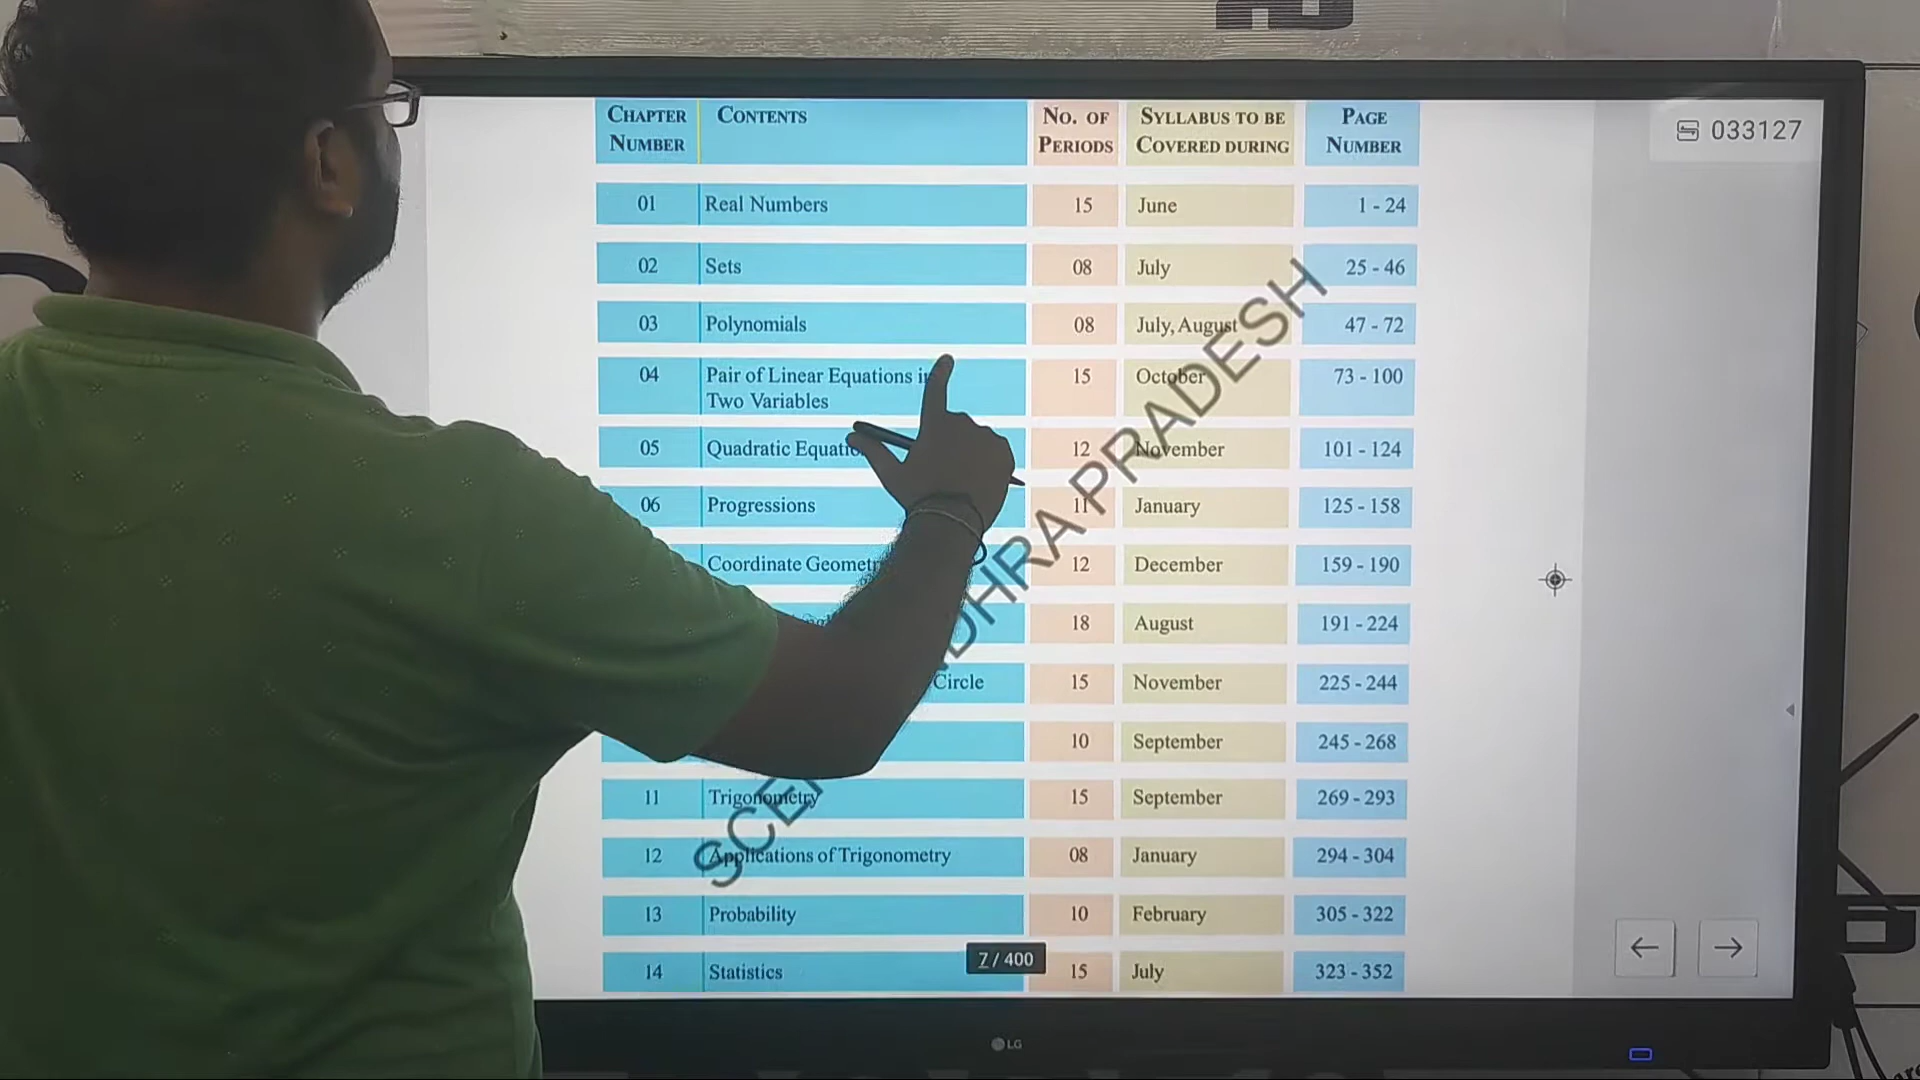 033127
CHAPTER NUMBER CONTENTS NO. OF PERIODS SYLLABUS TO BE COVERED DURING PAGE NUMBER
01 Real Numbers 15 June 1 - 24
02 Sets 08 July 25 - 46
03 Polynomials 08 July, August 47 - 72
04 Pair of Linear Equations in 15 October 73 - 100
Two Variables
05 Quadratic 12 November 101 - 124
06 Progressions 11 January 125 - 158
Coordinate 12 December 159 - 190
18 August 191 - 224
Circle 15 November 225 - 244
10 September 245 - 268
11 Trigonometry 15 September 269 - 293
12 Applications of Trigonometry 08 January 294 - 304
13 Probability 10 February 305 - 322
14 Statistics 15 July 323 - 352
7 / 400
PRADESH
LG